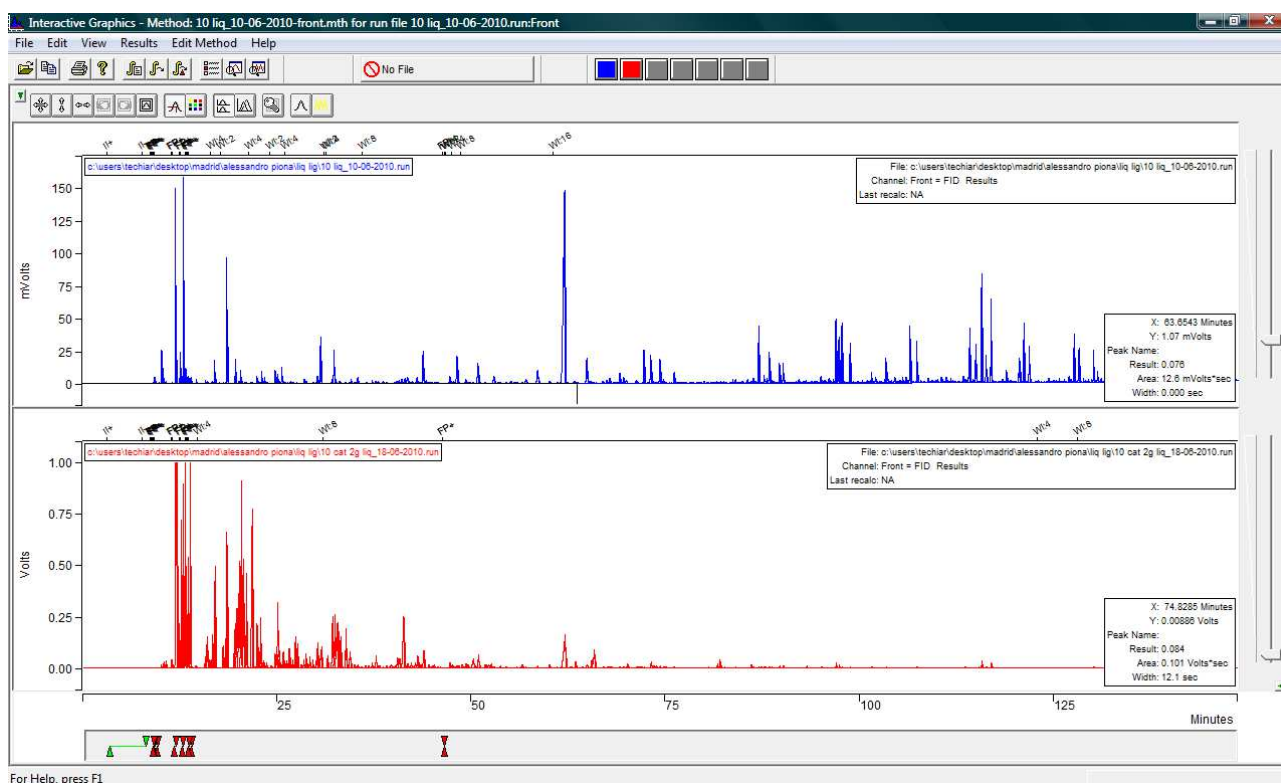 Interactive Graphics - Method: 10 liq_10-06-2010-front.mth for run file 10 liq_10-06-2010.run:Front
File Edit View Results Edit Method Help
No File
II+ WI:4 WI:2 WI:4 WI:2 WI:4 WI:8 WI:8 WI:16
c:\users\techiar\desktop\madrid\alessandro piona\liq lig\10 liq_10-06-2010.run
File: c:\users\techiar\desktop\madrid\alessandro piona\liq lig\10 liq_10-06-2010.run
Channel: Front = FID Results
Last recalc: NA
mVolts
150
125
100
75
50
25
0
X: 63.6543 Minutes
Y: 1.07 mVolts
Peak Name:
Result: 0.076
Area: 12.6 mVolts*sec
Width: 0.000 sec
II+ WI:4 WI:8 FP+ WI:4 WI:8
c:\users\techiar\desktop\madrid\alessandro piona\liq lig\10 cat 2g liq_18-06-2010.run
File: c:\users\techiar\desktop\madrid\alessandro piona\liq lig\10 cat 2g liq_18-06-2010.run
Channel: Front = FID Results
Last recalc: NA
Volts
1.00
0.75
0.50
0.25
0.00
X: 74.8285 Minutes
Y: 0.00886 Volts
Peak Name:
Result: 0.084
Area: 0.101 Volts*sec
Width: 12.1 sec
25 50 75 100 125
Minutes
For Help, press F1